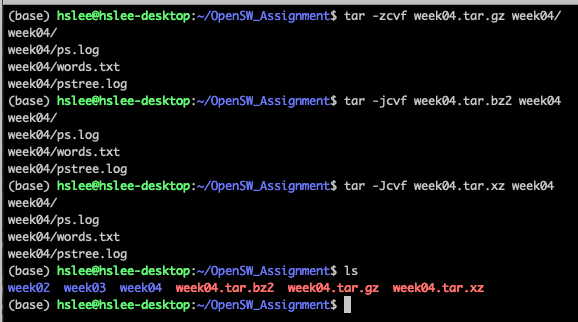 (base) hslee@hslee-desktop:~/OpenSW_Assignment$ tar -zcvf week04.tar.gz week04/
week04/
week04/ps.log
week04/words.txt
week04/pstree.log
(base) hslee@hslee-desktop:~/OpenSW_Assignment$ tar -jcvf week04.tar.bz2 week04
week04/
week04/ps.log
week04/words.txt
week04/pstree.log
(base) hslee@hslee-desktop:~/OpenSW_Assignment$ tar -Jcvf week04.tar.xz week04
week04/
week04/ps.log
week04/words.txt
week04/pstree.log
(base) hslee@hslee-desktop:~/OpenSW_Assignment$ ls
week02  week03  week04  week04.tar.bz2  week04.tar.gz  week04.tar.xz
(base) hslee@hslee-desktop:~/OpenSW_Assignment$